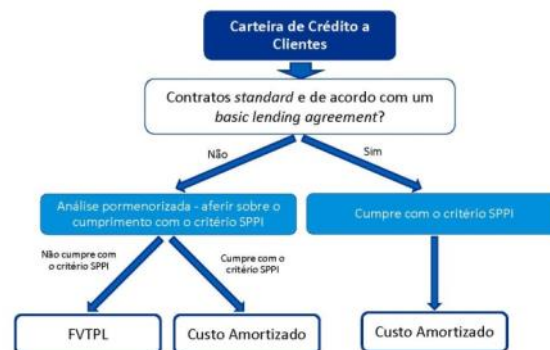 Carteira de Crédito a
Clientes
Contratos standard e de acordo com um
basic lending agreement?
Não
Sim
Análise pormenorizada - aferir sobre o
cumprimento com o critério SPPI
Cumpre com o critério SPPI
Não cumpre com
o critério SPPI
Cumpre com o
critério SPPI
FVTPL
Custo Amortizado
Custo Amortizado